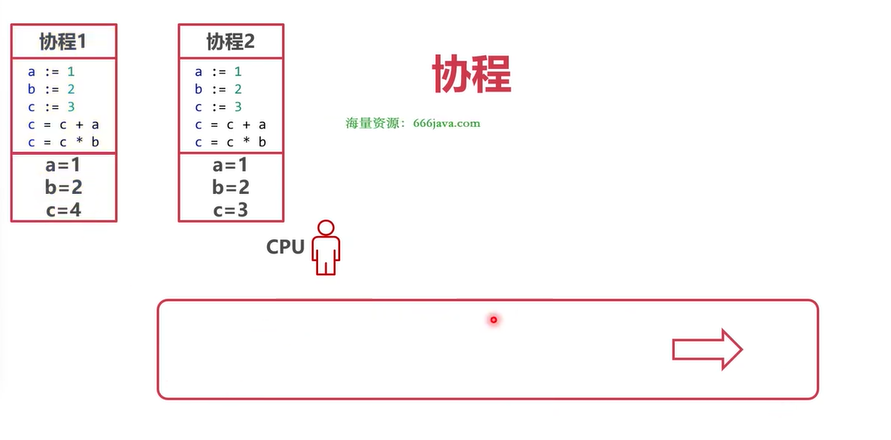 协程1
a := 1
b := 2
c := 3
c = c + a
c = c * b
a=1
b=2
c=4
协程2
a := 1
b := 2
c := 3
c = c + a
c = c * b
a=1
b=2
c=3
协程
海量资源：666java.com
CPU